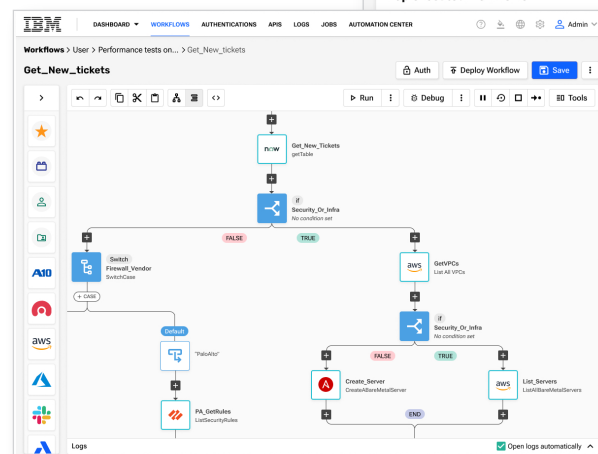 IBM DASHBOARD WORKFLOWS AUTHENTICATIONS APIS LOGS JOBS AUTOMATION CENTER Admin
Workflows > User > Performance tests on... > Get_New_tickets
Get_New_tickets Auth Deploy Workflow Save
Run Debug Tools
now Get_New_Tickets
getTable
if
Security_Or_Infra
No condition set
FALSE TRUE
Switch
Firewall_Vendor
SwitchCase
aws GetVPCs
List All VPCs
+ CASE
if
Security_Or_Infra
No condition set
Default
"PaloAlto"
FALSE TRUE
A10
aws
Create_Server
CreateABareMetalServer
aws List_Servers
ListAllBareMetalServers
PA_GetRules
ListSecurityRules
END
Logs Open logs automatically